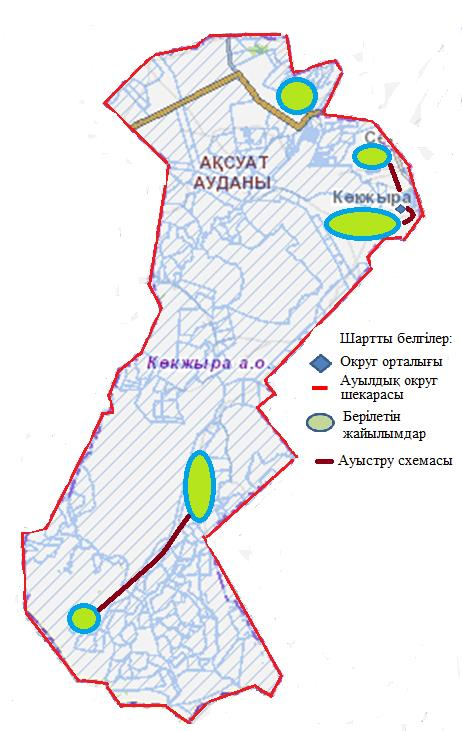 АҚСУАТ
АУДАНЫ
Көкжыра
Көкжыра а.о.
Шартты белгілер:
Округ орталығы
Ауылдық округ
шекарасы
Берілетін
жайылымдар
Ауыстру схемасы